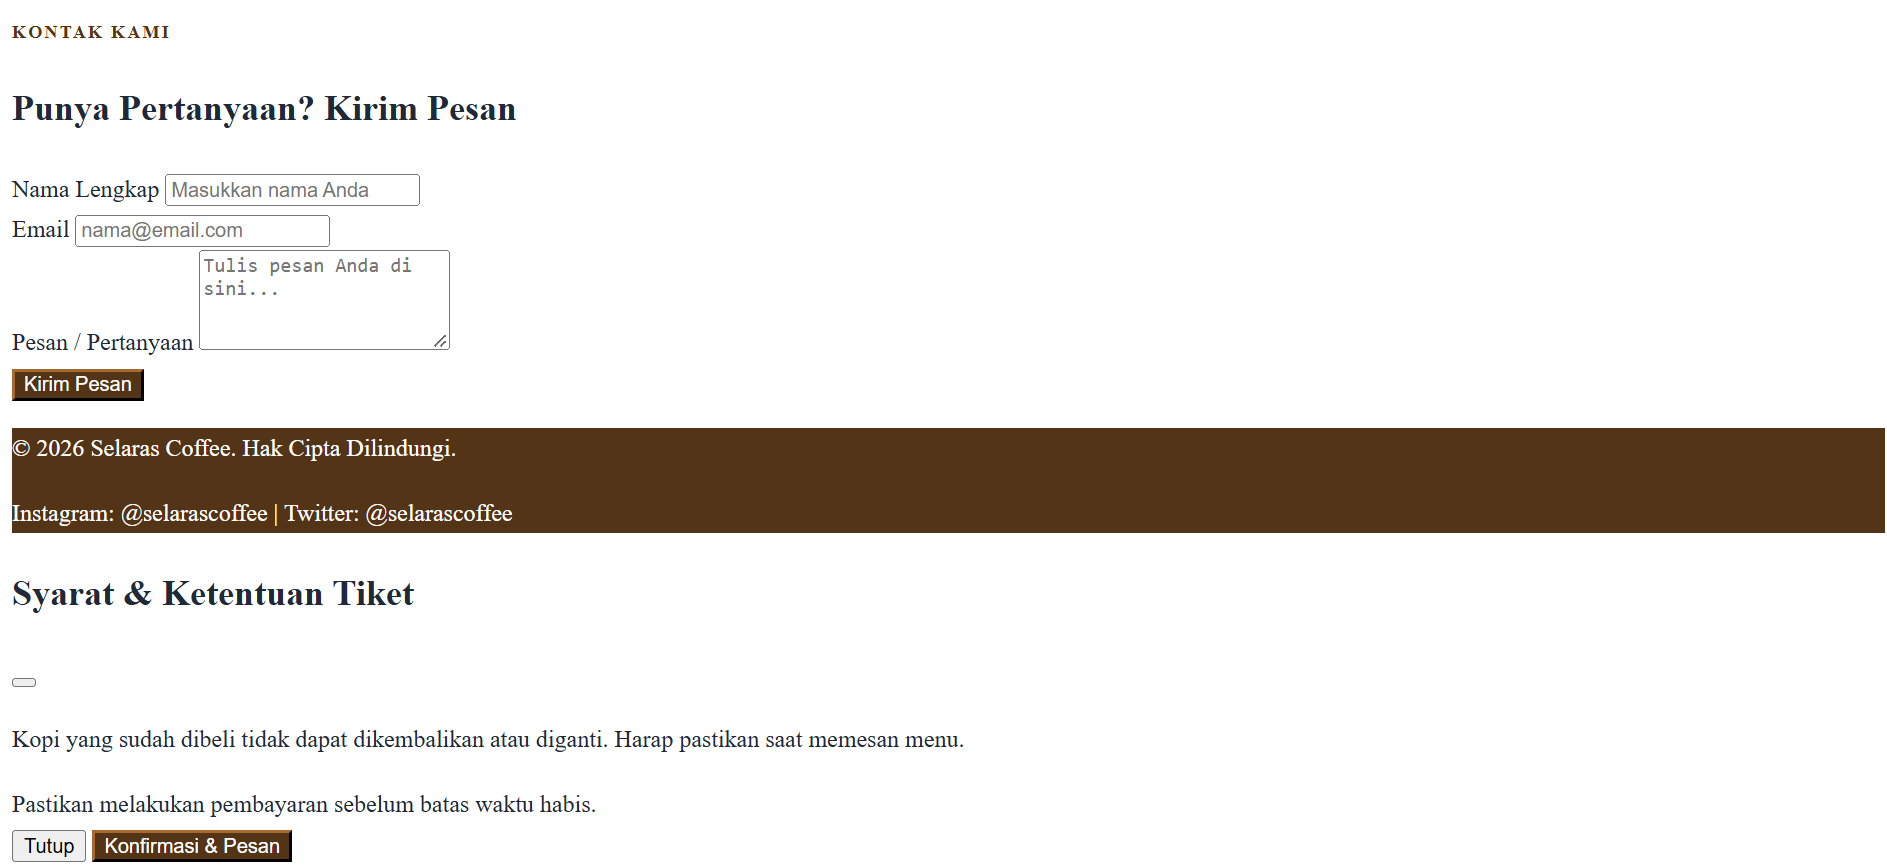 KONTAK KAMI
Punya Pertanyaan? Kirim Pesan
Nama Lengkap Masukkan nama Anda
Email nama@email.com
Tulis pesan Anda di
sini...
Pesan / Pertanyaan
Kirim Pesan
© 2026 Selaras Coffee. Hak Cipta Dilindungi.
Instagram: @selarascoffee | Twitter: @selarascoffee
Syarat & Ketentuan Tiket
Kopi yang sudah dibeli tidak dapat dikembalikan atau diganti. Harap pastikan saat memesan menu.
Pastikan melakukan pembayaran sebelum batas waktu habis.
Tutup Konfirmasi & Pesan